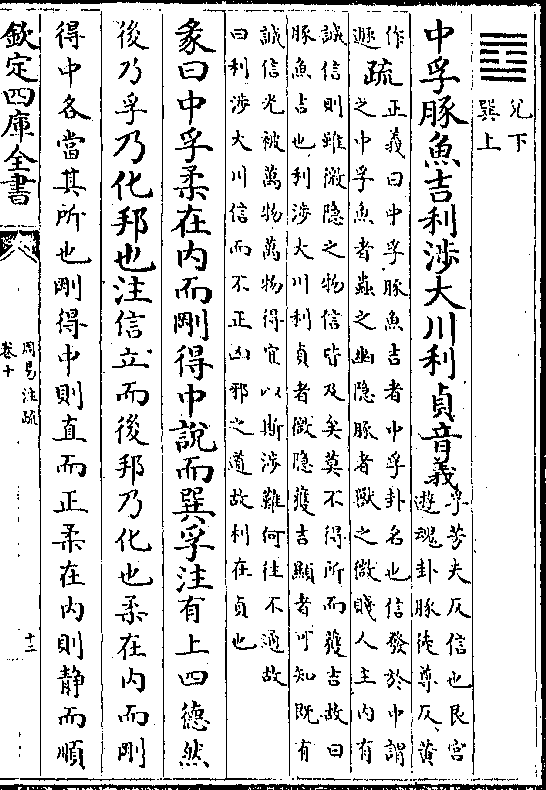 兌下
巽上
中孚豚魚吉利涉大川利貞音義
孚芳夫反信也艮宮
遊魂卦豚徒尊反黄
作
遯
疏
正義曰中孚豚魚吉者中孚卦名也信發於中謂
之中孚魚者蟲之幽隱豚者獸之微賤人主内有
誠信則雖微隱之物信皆及矣莫不得所而獲吉故曰
豚魚吉也利涉大川利貞者微隱獲吉顯者可知既有
誠信光被萬物萬物得宜以斯涉難何往不通故
曰利涉大川信而不正凶邪之道故利在貞也
彖曰中孚柔在内而剛得中說而巽孚注有上四德然
後乃孚乃化邦也注信立而後邦乃化也柔在内而剛
得中各當其所也剛得中則直而正柔在内則静而順
欽定四庫全書
周易注疏
卷十
十三